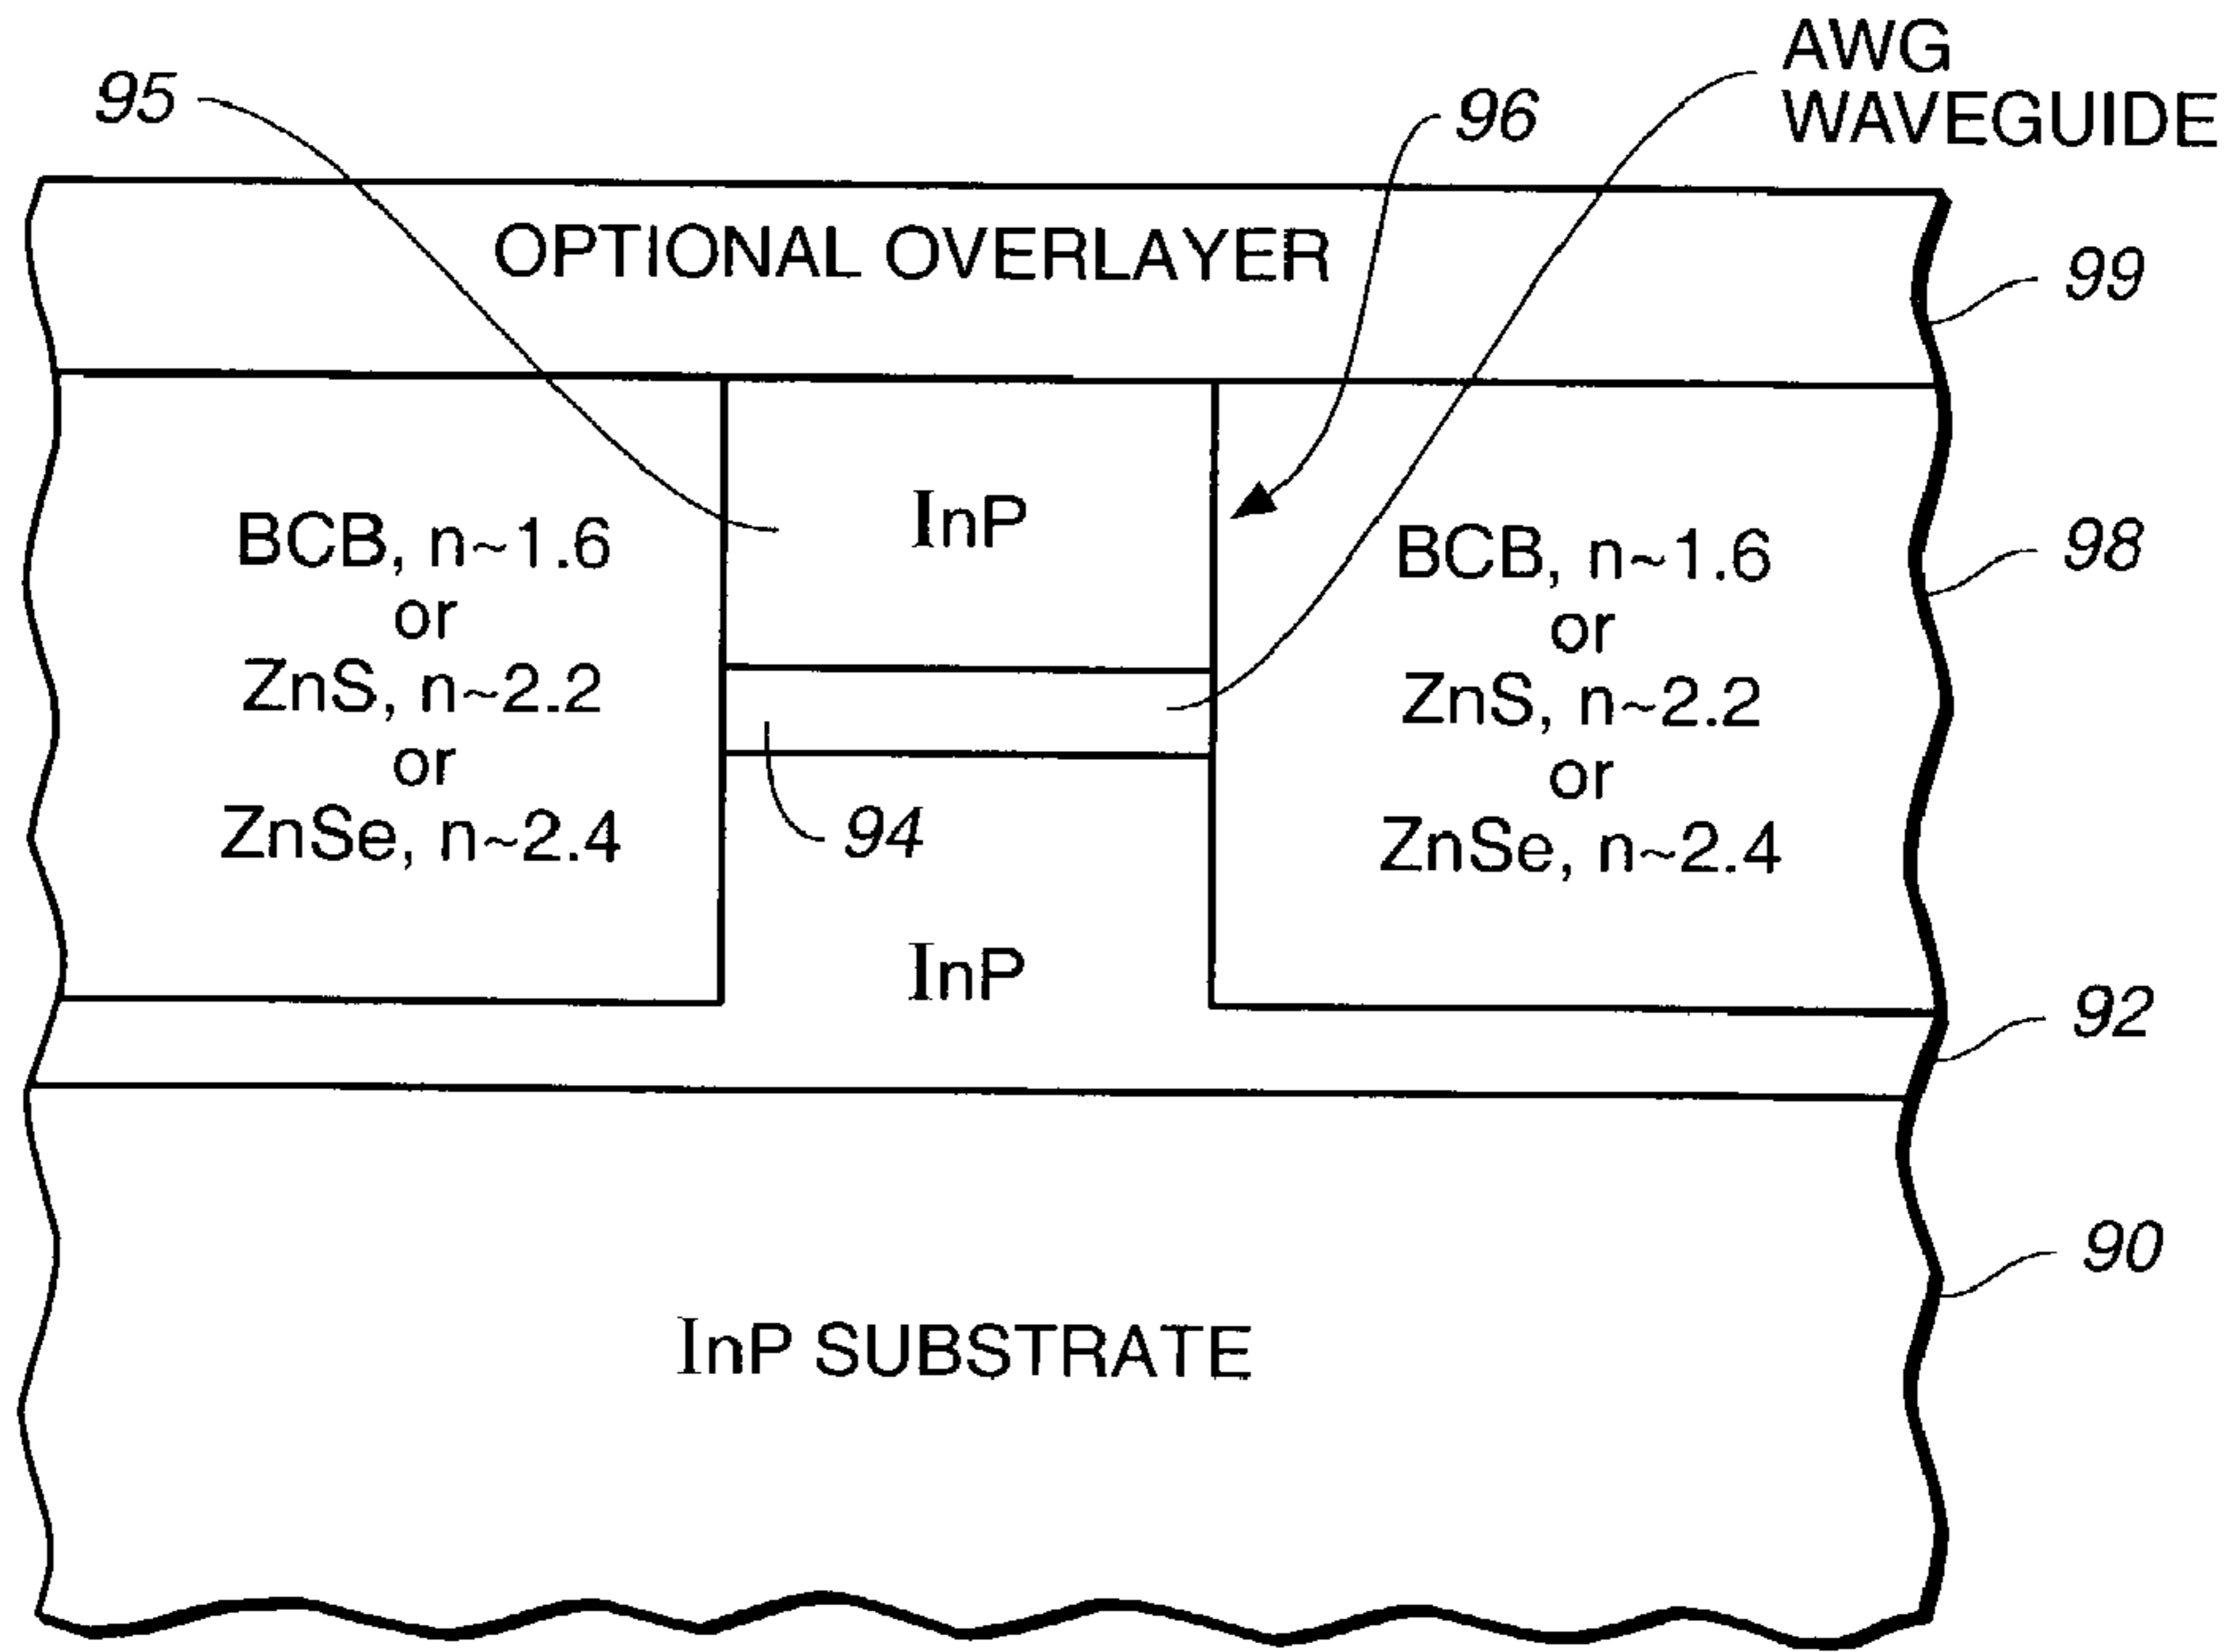 AWG
WAVEGUIDE
95
96
OPTIONAL OVERLAYER
99
InP
BCB, n~1.6
or
ZnS, n~2.2
or
ZnSe, n~2.4
BCB, n~1.6
or
ZnS, n~2.2
or
ZnSe, n~2.4
98
94
InP
92
90
InP SUBSTRATE